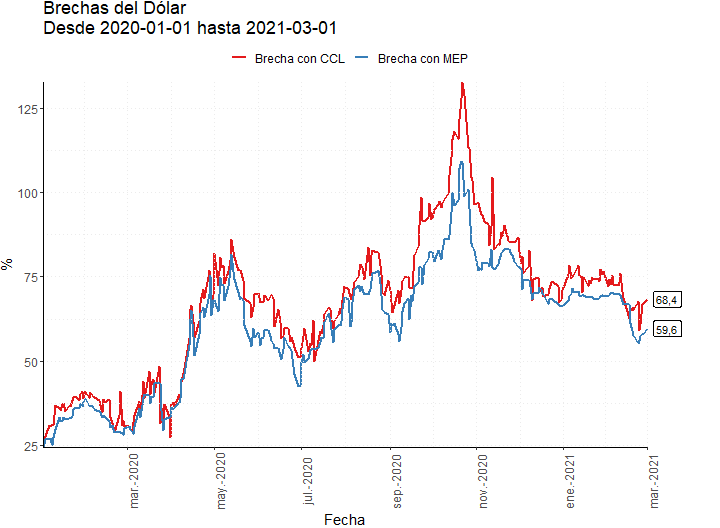 Brechas del Dólar
Desde 2020-01-01 hasta 2021-03-01
Brecha con CCL
Brecha con MEP
%
125
100
75
50
25
68,4
59,6
mar.-2020
may.-2020
jul.-2020
sep.-2020
nov.-2020
ene.-2021
mar.-2021
Fecha